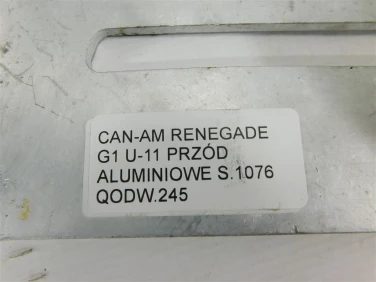 CAN-AM RENEGADE
G1 U-11 PRZÓD
ALUMINIOWE S.1076
QODW.245